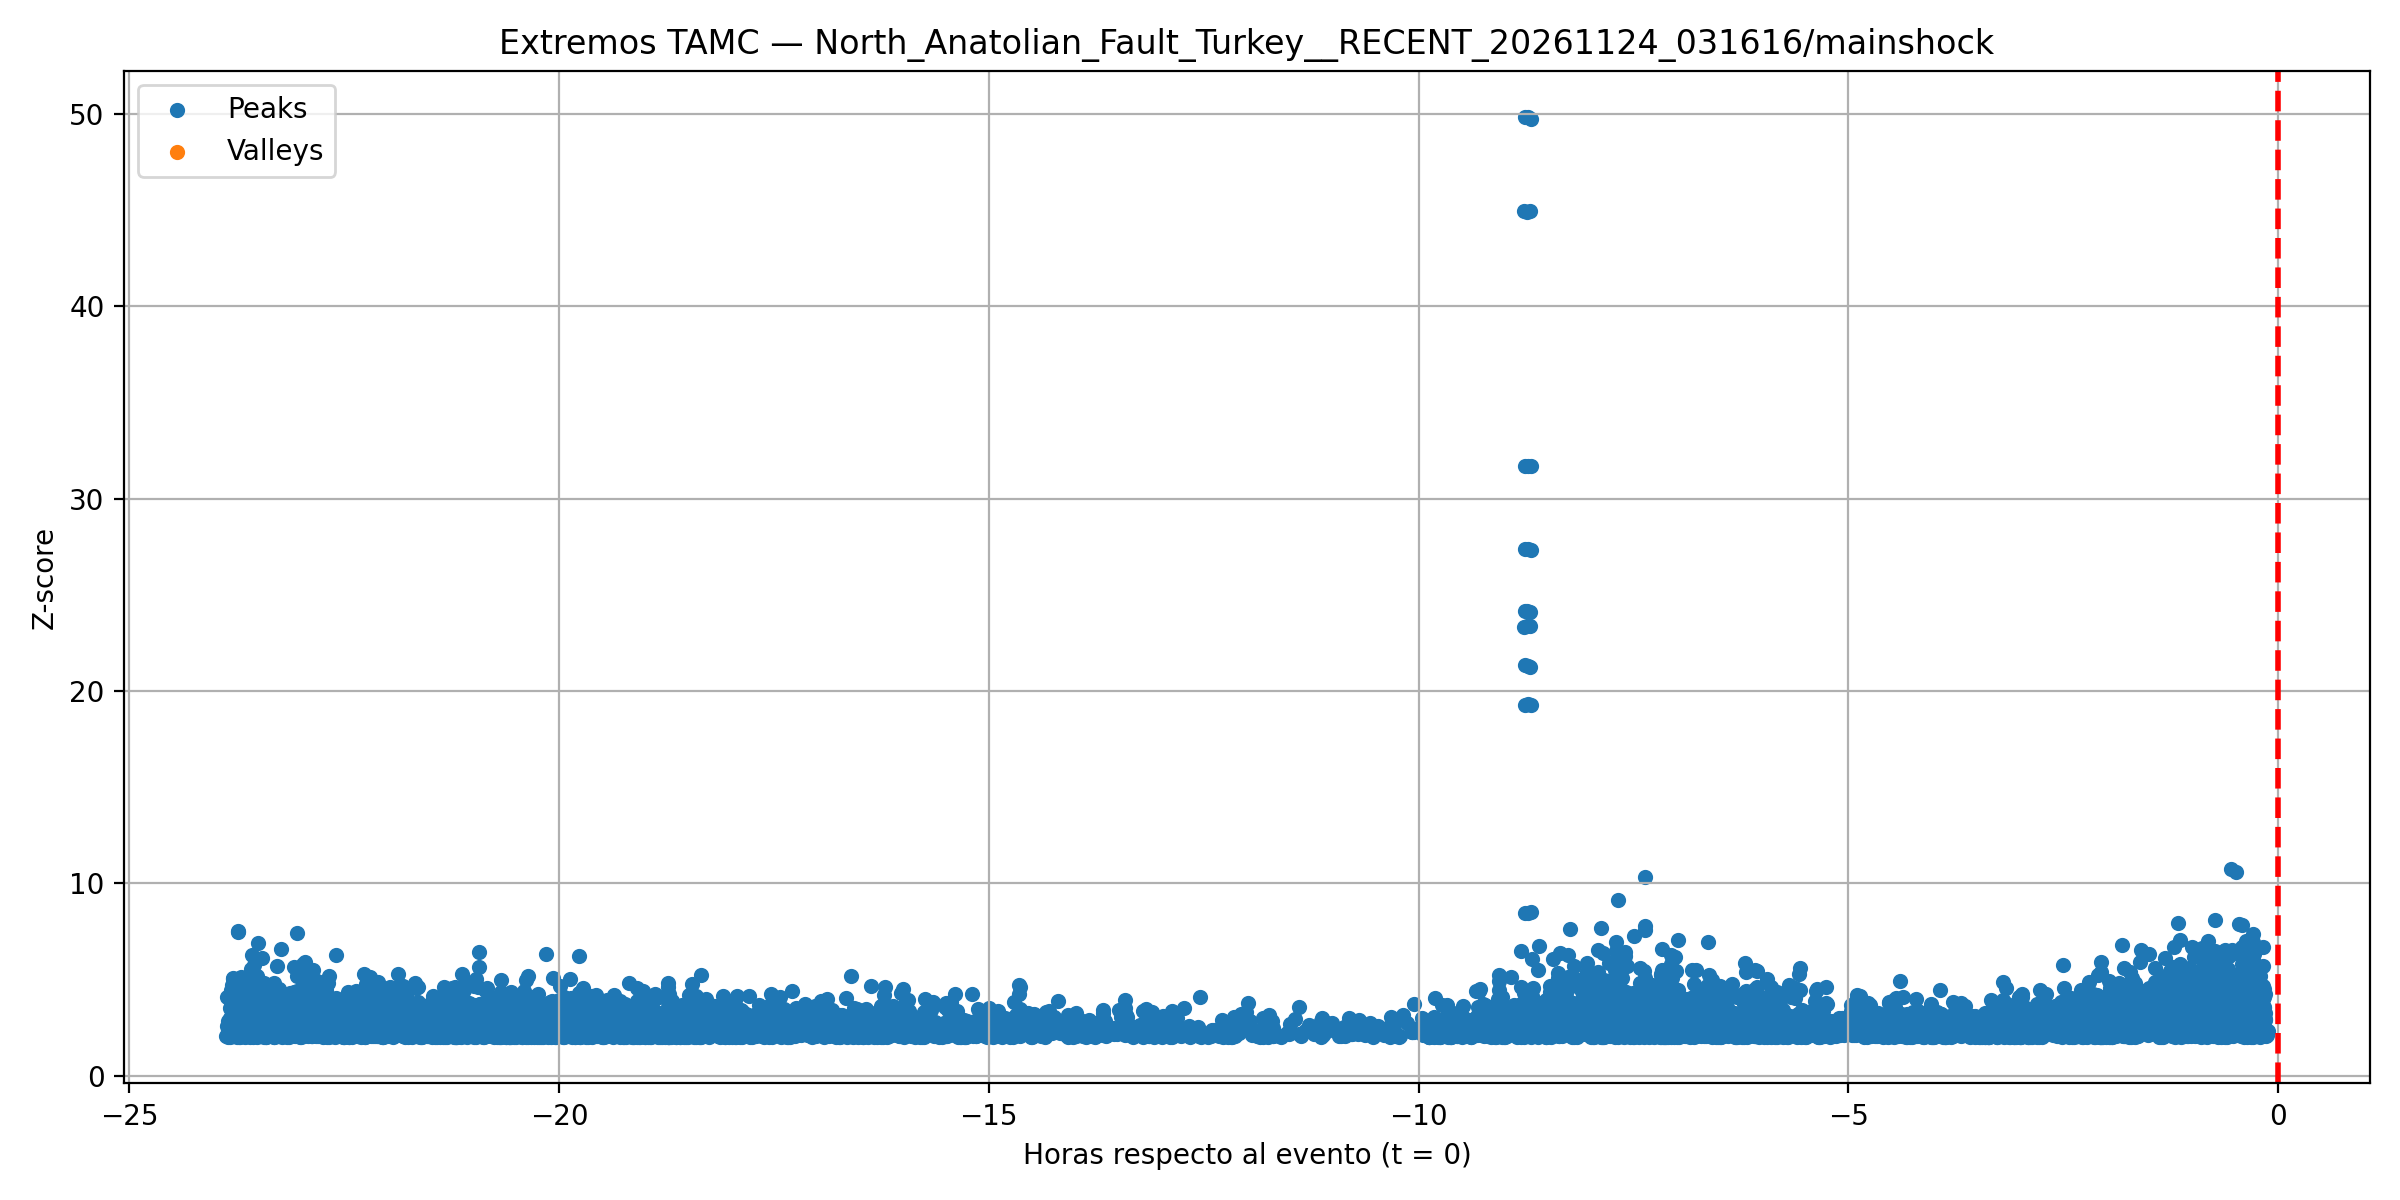 Extremos TAMC — North_Anatolian_Fault_Turkey__RECENT_20261124_031616/mainshock
Peaks
Valleys
50
40
30
20
10
0
Z-score
−25
−20
−15
−10
−5
0
Horas respecto al evento (t = 0)